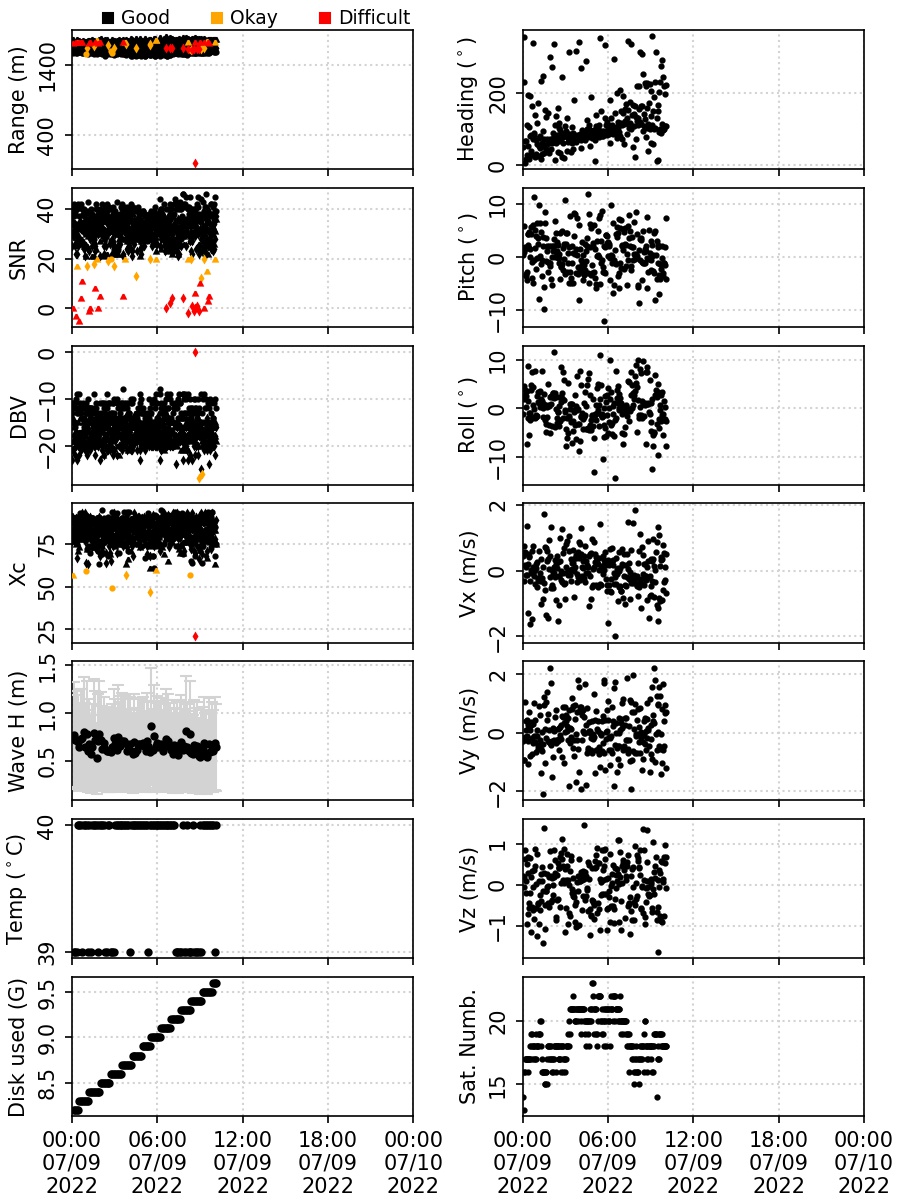 Good Okay Difficult
Range (m)
1400
400
Heading (°)
200
0
SNR
40
20
0
Pitch (°)
10
0
−10
DBV
0
−10
−20
Roll (°)
10
0
−10
Xc
75
50
25
Vx (m/s)
2
0
−2
Wave H (m)
1.5
1.0
0.5
Vy (m/s)
2
0
−2
Temp (°C)
40
39
Vz (m/s)
1
0
−1
Disk used (G)
9.5
9.0
8.5
Sat. Numb.
20
15
00:00 06:00 12:00 18:00 00:00
07/09 07/09 07/09 07/09 07/10
2022 2022 2022 2022 2022
00:00 06:00 12:00 18:00 00:00
07/09 07/09 07/09 07/09 07/10
2022 2022 2022 2022 2022